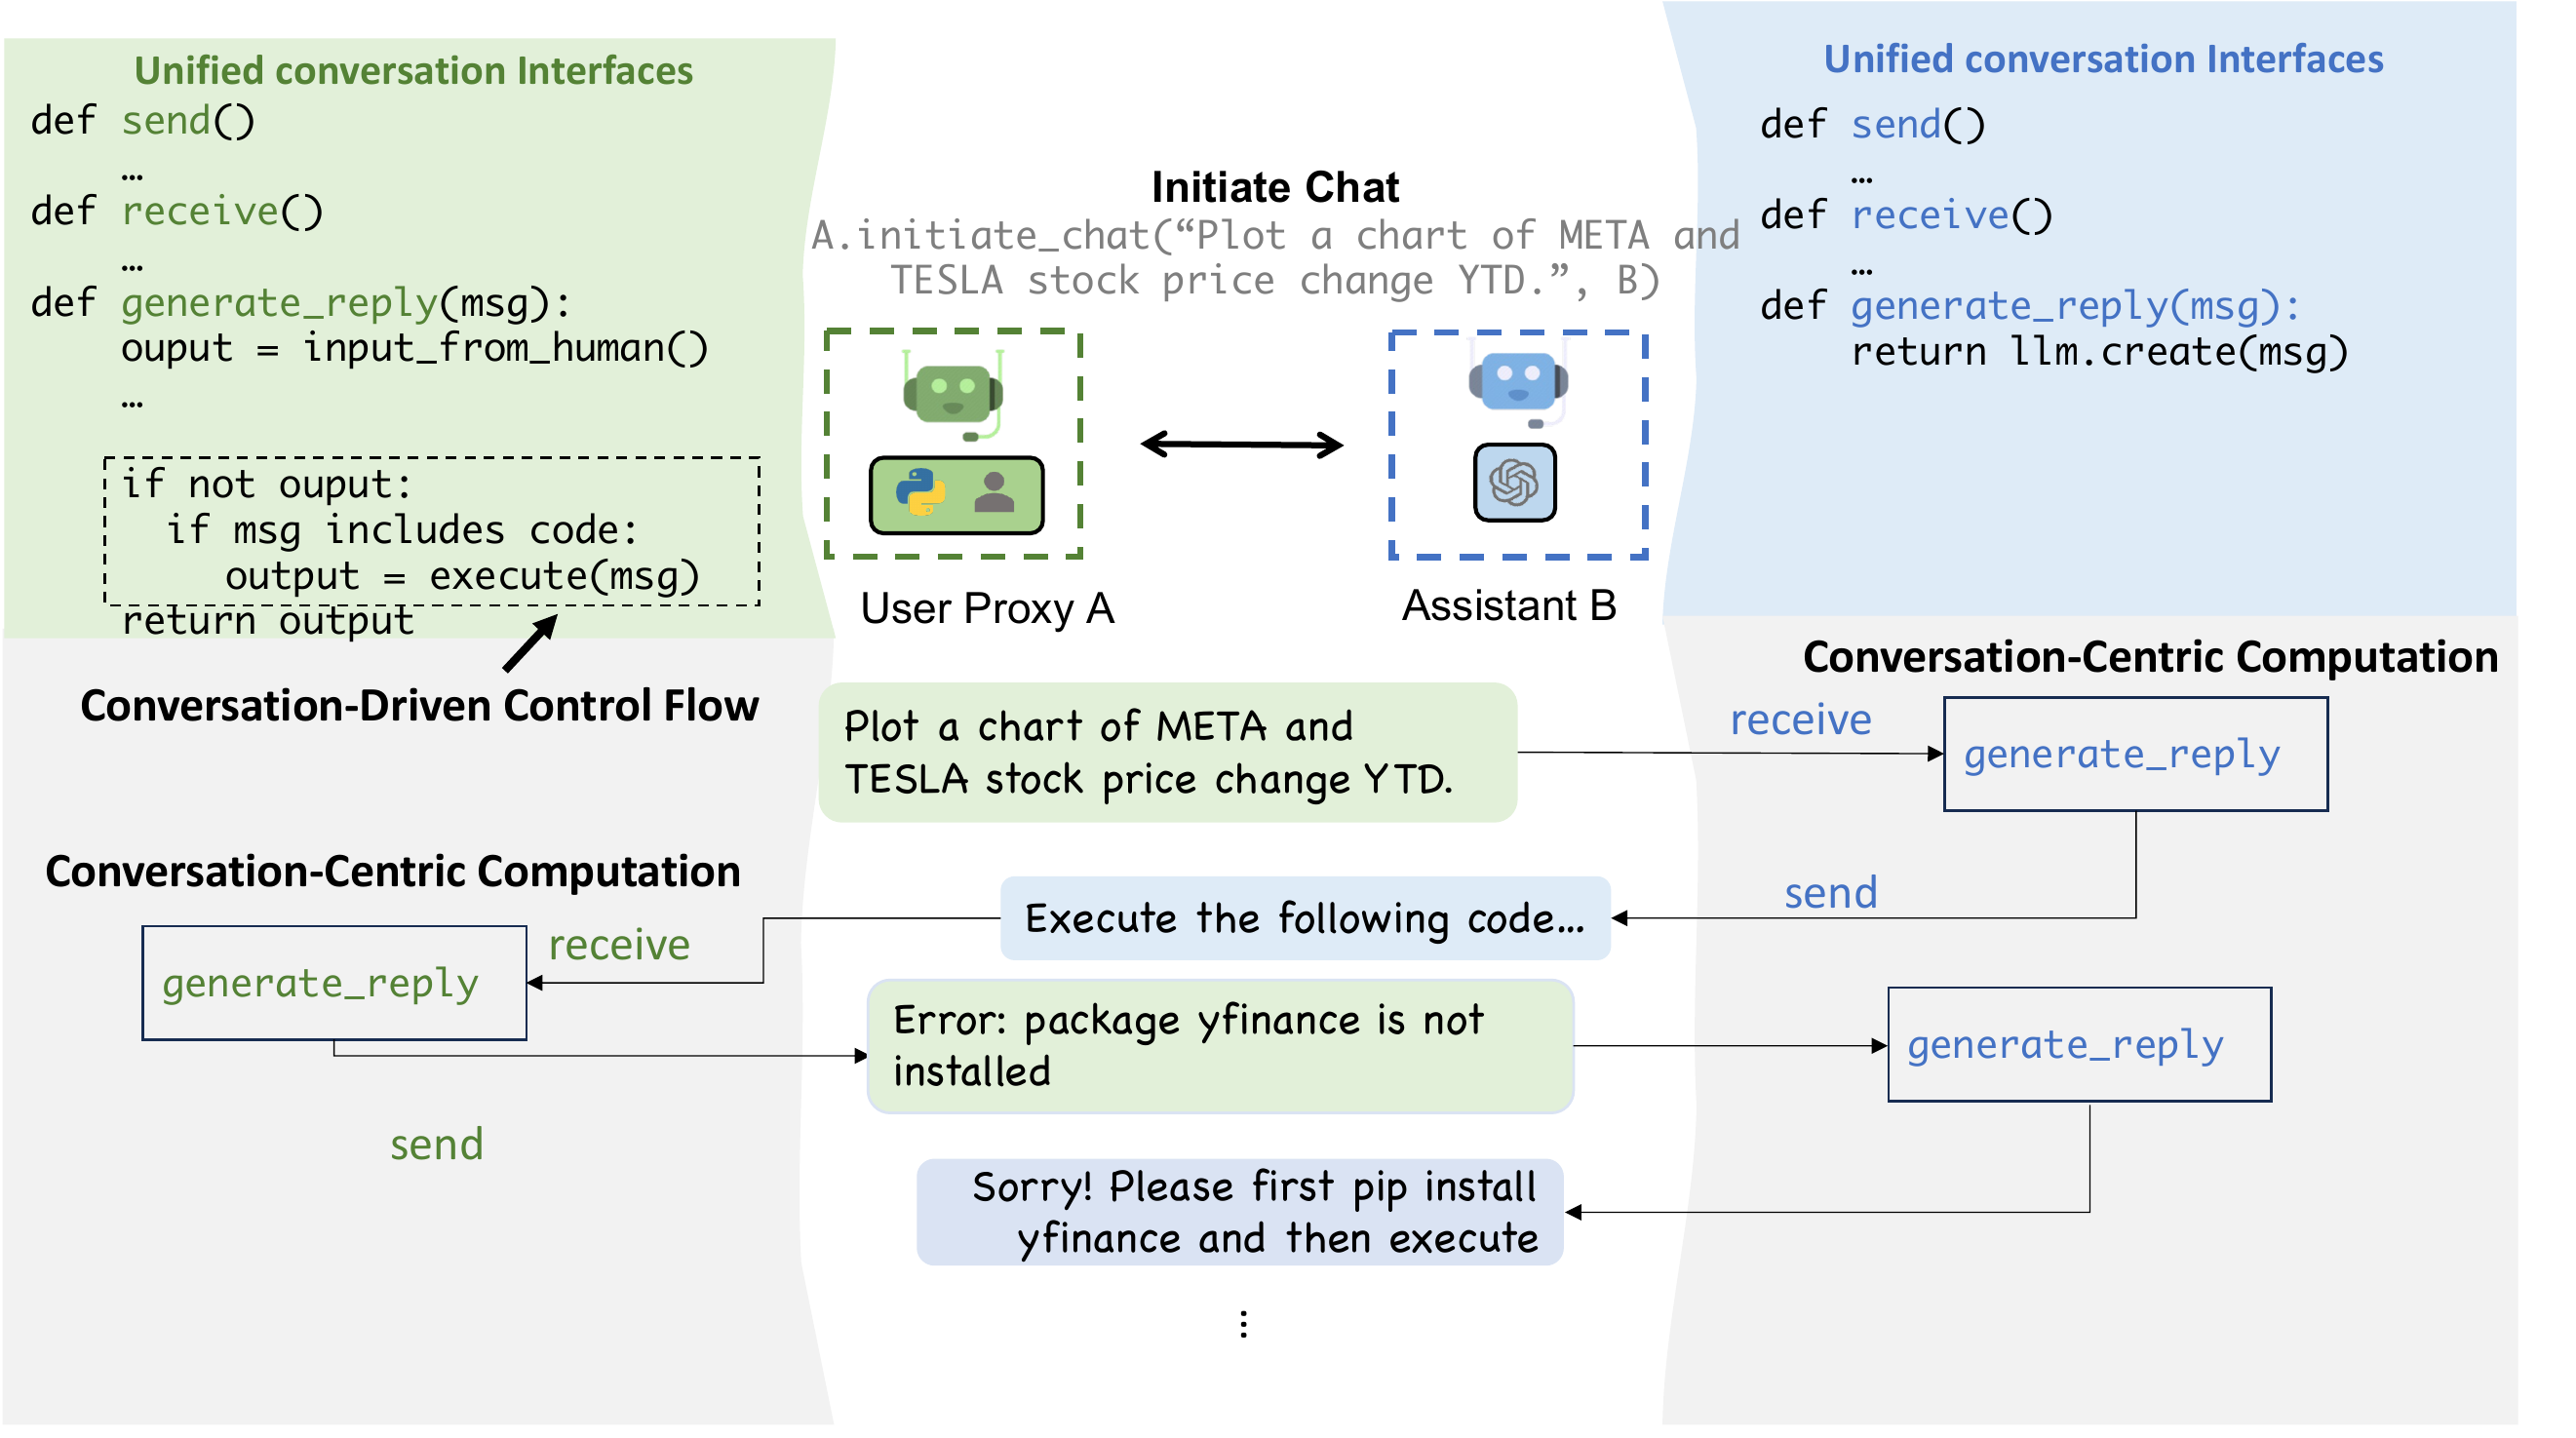 Unified conversation Interfaces
def send()
…
def receive()
…
def generate_reply(msg):
ouput = input_from_human()
…
if not ouput:
if msg includes code:
output = execute(msg)
return output
Conversation-Driven Control Flow
Initiate Chat
A.initiate_chat(“Plot a chart of META and
TESLA stock price change YTD.”, B)
User Proxy A
Assistant B
Unified conversation Interfaces
def send()
…
def receive()
…
def generate_reply(msg):
return llm.create(msg)
Conversation-Centric Computation
Plot a chart of META and
TESLA stock price change YTD.
receive
generate_reply
send
Execute the following code…
Conversation-Centric Computation
receive
generate_reply
send
Error: package yfinance is not
installed
generate_reply
Sorry! Please first pip install
yfinance and then execute
⋮